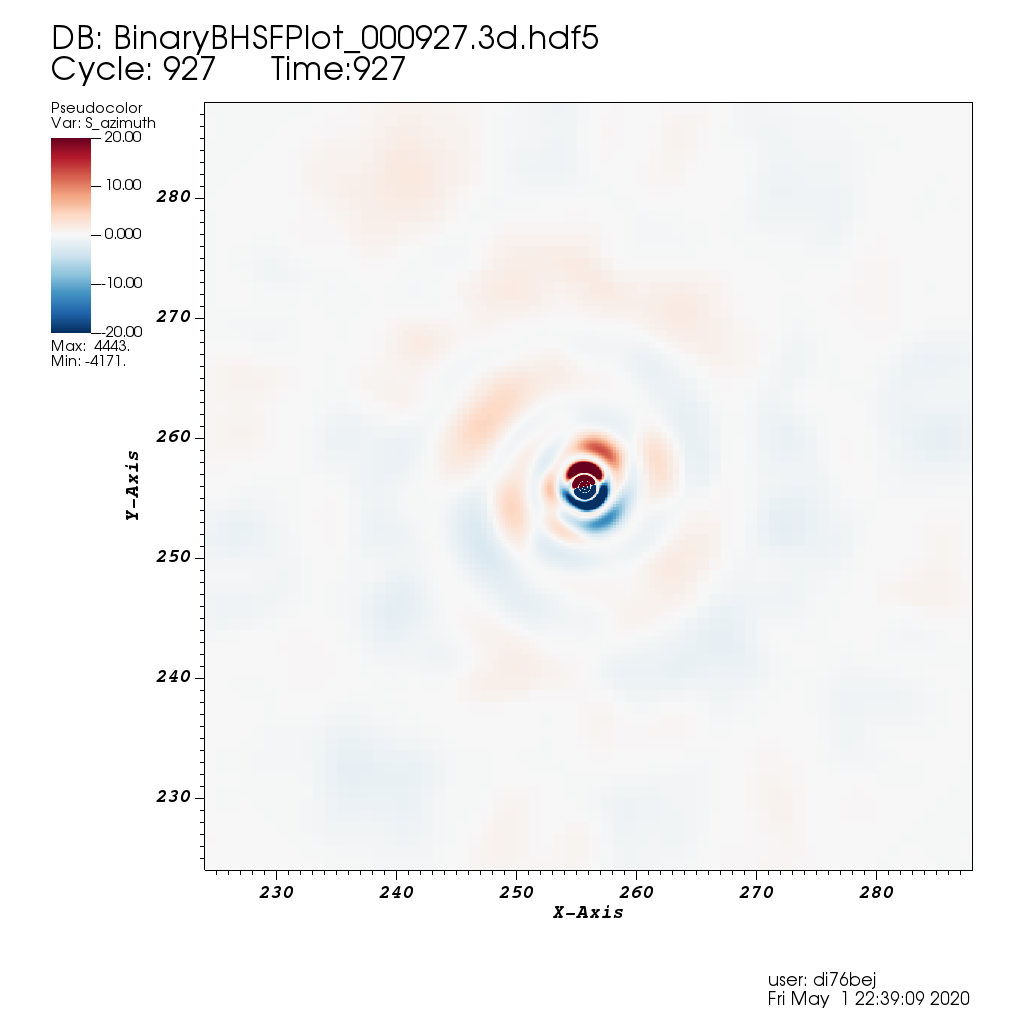 DB: BinaryBHSFPlot_000927.3d.hdf5
Cycle: 927 Time:927
Pseudocolor
Var: S_azimuth
20.00
10.00
0.000
-10.00
-20.00
Max: 4443.
Min: -4171.
Y-Axis
280
270
260
250
240
230
230 240 250 260 270 280
X-Axis
user: di76bej
Fri May 1 22:39:09 2020